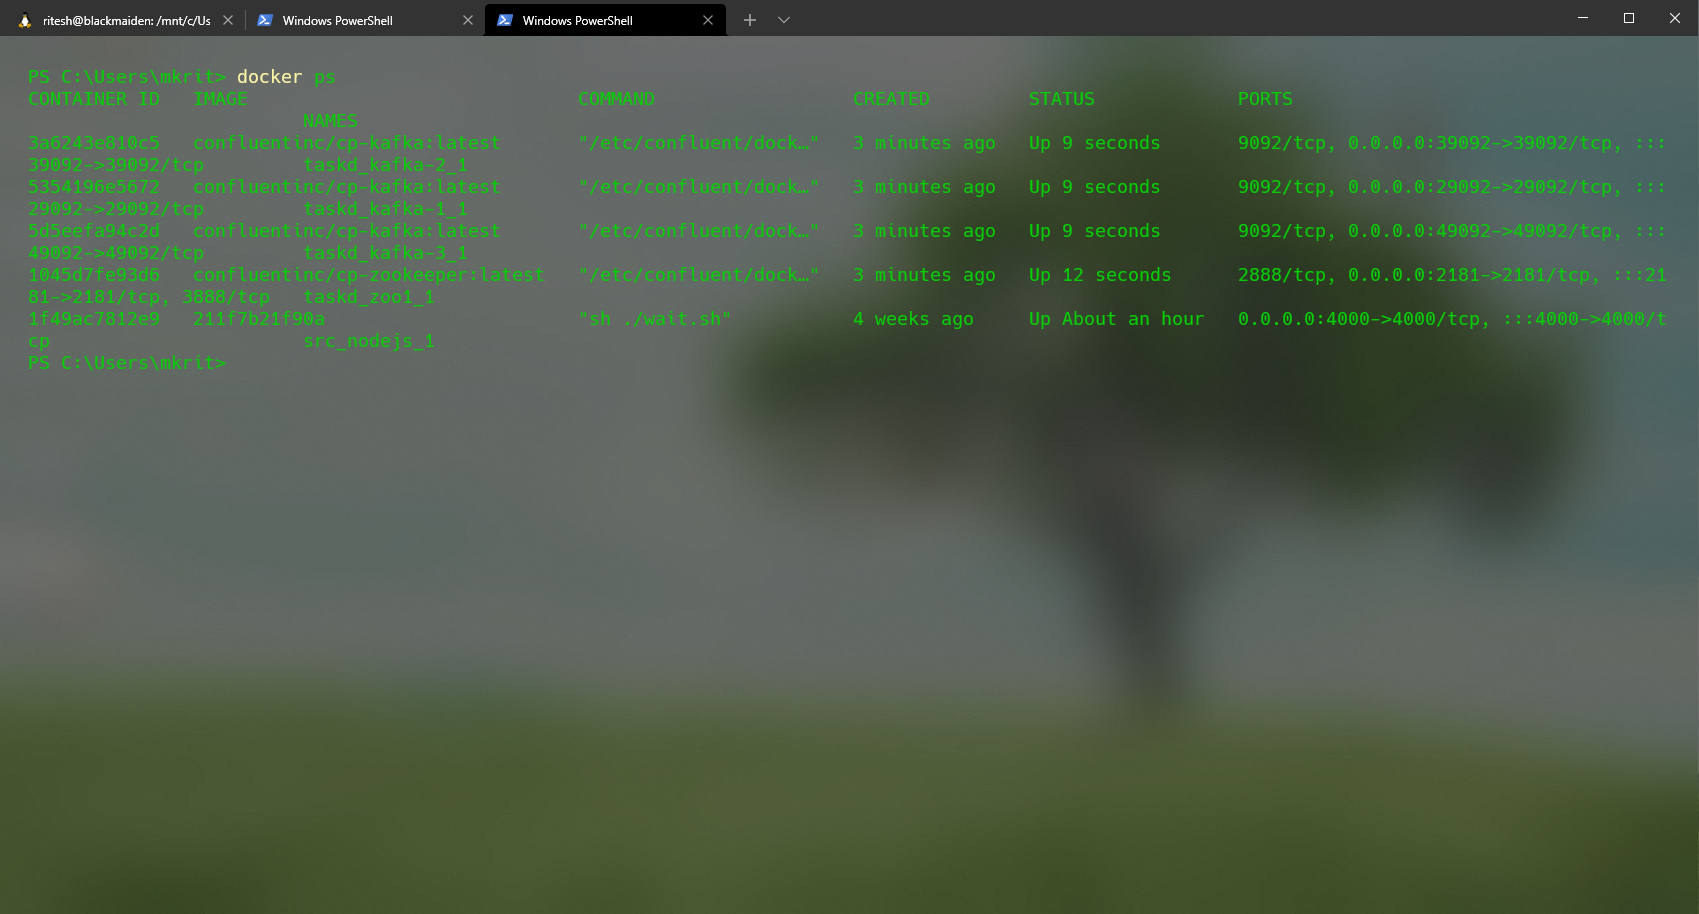 ritesh@blackmaiden: /mnt/c/Us Windows PowerShell Windows PowerShell
PS C:\Users\mkrit> docker ps
CONTAINER ID   IMAGE                              COMMAND                  CREATED         STATUS             PORTS
                         NAMES
3a6243e810c5   confluentinc/cp-kafka:latest       "/etc/confluent/dock…"   3 minutes ago   Up 9 seconds       9092/tcp, 0.0.0.0:39092->39092/tcp, :::
39092->39092/tcp         taskd_kafka-2_1
5354196e5672   confluentinc/cp-kafka:latest       "/etc/confluent/dock…"   3 minutes ago   Up 9 seconds       9092/tcp, 0.0.0.0:29092->29092/tcp, :::
29092->29092/tcp         taskd_kafka-1_1
5d5eefa94c2d   confluentinc/cp-kafka:latest       "/etc/confluent/dock…"   3 minutes ago   Up 9 seconds       9092/tcp, 0.0.0.0:49092->49092/tcp, :::
49092->49092/tcp         taskd_kafka-3_1
1045d7fe93d6   confluentinc/cp-zookeeper:latest   "/etc/confluent/dock…"   3 minutes ago   Up 12 seconds      2888/tcp, 0.0.0.0:2181->2181/tcp, :::21
81->2181/tcp, 3888/tcp   taskd_zoo1_1
1f49ac7812e9   211f7b21f90a                       "sh ./wait.sh"           4 weeks ago     Up About an hour   0.0.0.0:4000->4000/tcp, :::4000->4000/t
cp                       src_nodejs_1
PS C:\Users\mkrit>